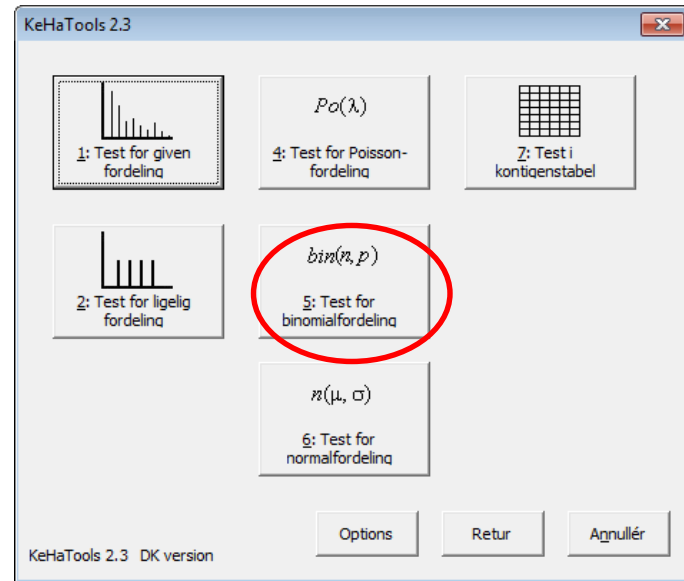 KeHaTools 2.3
1: Test for given
fordeling
Po(λ)
4: Test for Poisson-
fordeling
7: Test i
kontigenstabel
2: Test for ligelig
fordeling
bin(n, p)
5: Test for
binomialfordeling
n(μ, σ)
6: Test for
normalfordeling
Options
Retur
Annullér
KeHaTools 2.3 DK version